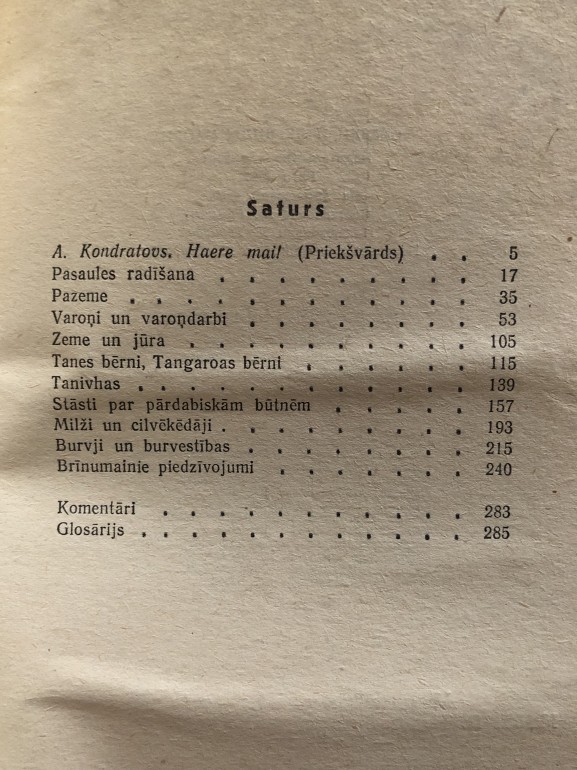 Saturs
A. Kondratovs. Haere mai! (Priekšvārds) . . 5
Pasaules radīšana . . . . . . . . . 17
Pazeme . . . . . . . . . . . . 35
Varoņi un varoņdarbi . . . . . . . . 53
Zeme un jūra . . . . . . . . . . 105
Tanes bērni, Tangaroas bērni . . . . . . 115
Tanivhas . . . . . . . . . . . . 139
Stāsti par pārdabiskām būtnēm . . . . . 157
Milži un cilvēkēdāji . . . . . . . . . 193
Burvji un burvestības . . . . . . . . 215
Brīnumainie piedzīvojumi . . . . . . . 240
Komentāri . . . . . . . . . . . 283
Glosārijs . . . . . . . . . . . . 285